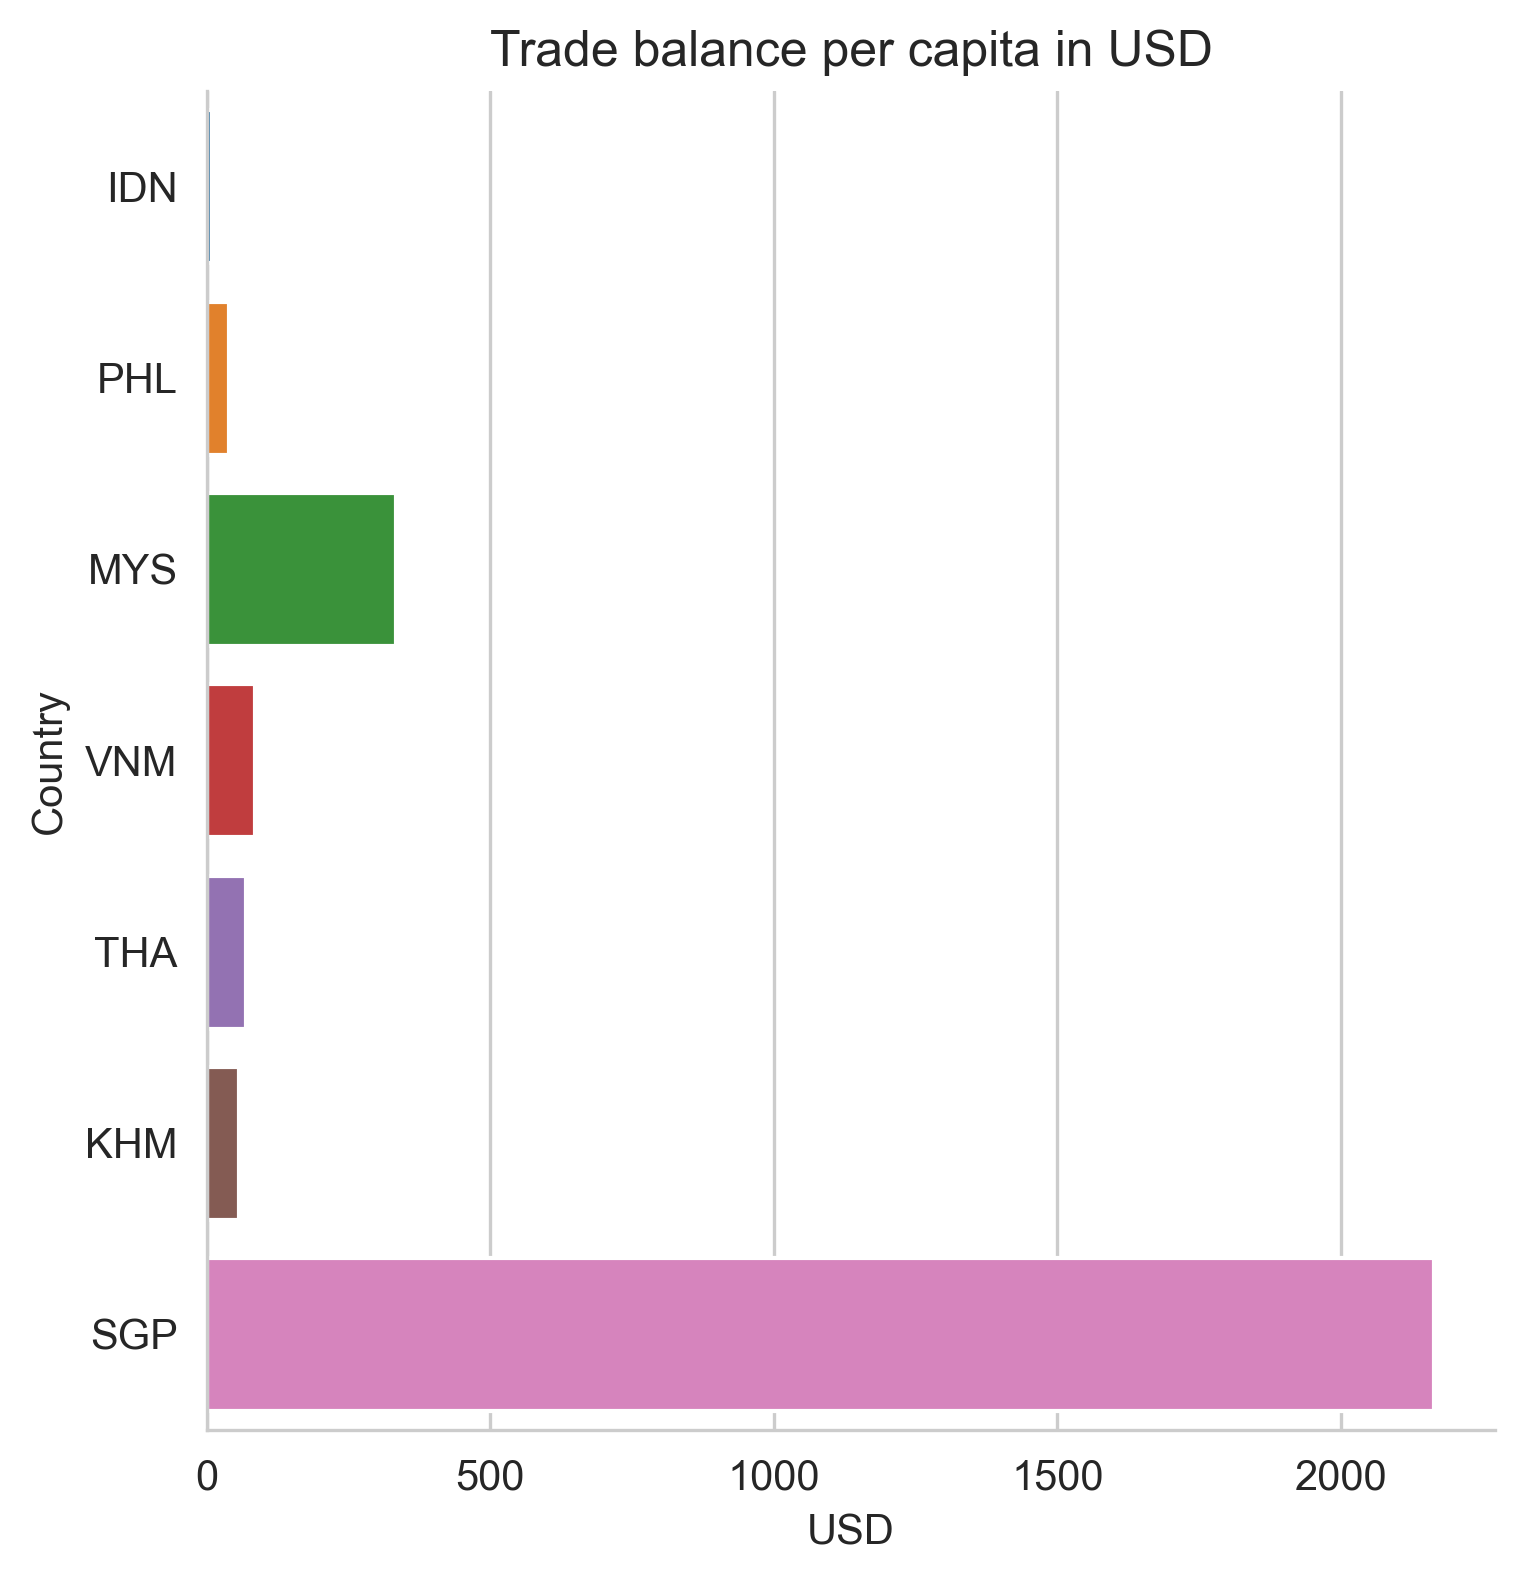 Trade balance per capita in USD
IDN
PHL
MYS
VNM
THA
KHM
SGP
Country
0 500 1000 1500 2000
USD